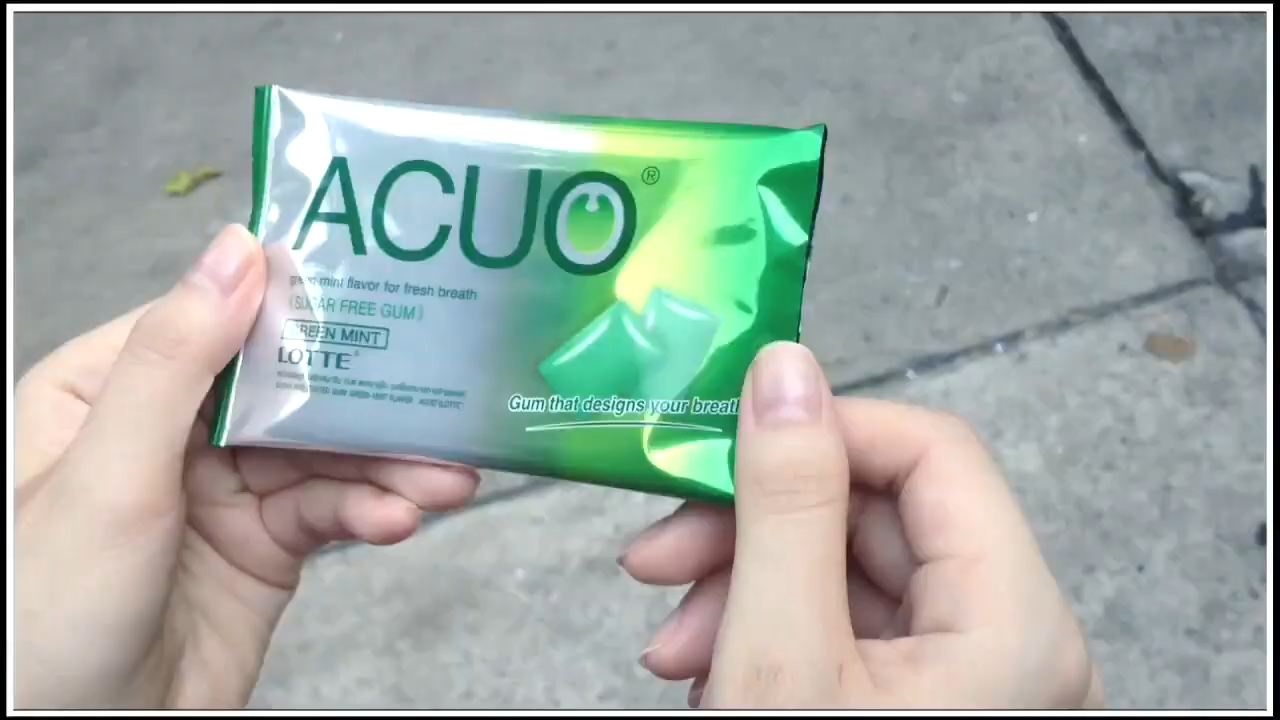 ACUO®
green mint flavor for fresh breath
(SUGAR FREE GUM)
GREEN MINT
LOTTE
Gum that designs your breath